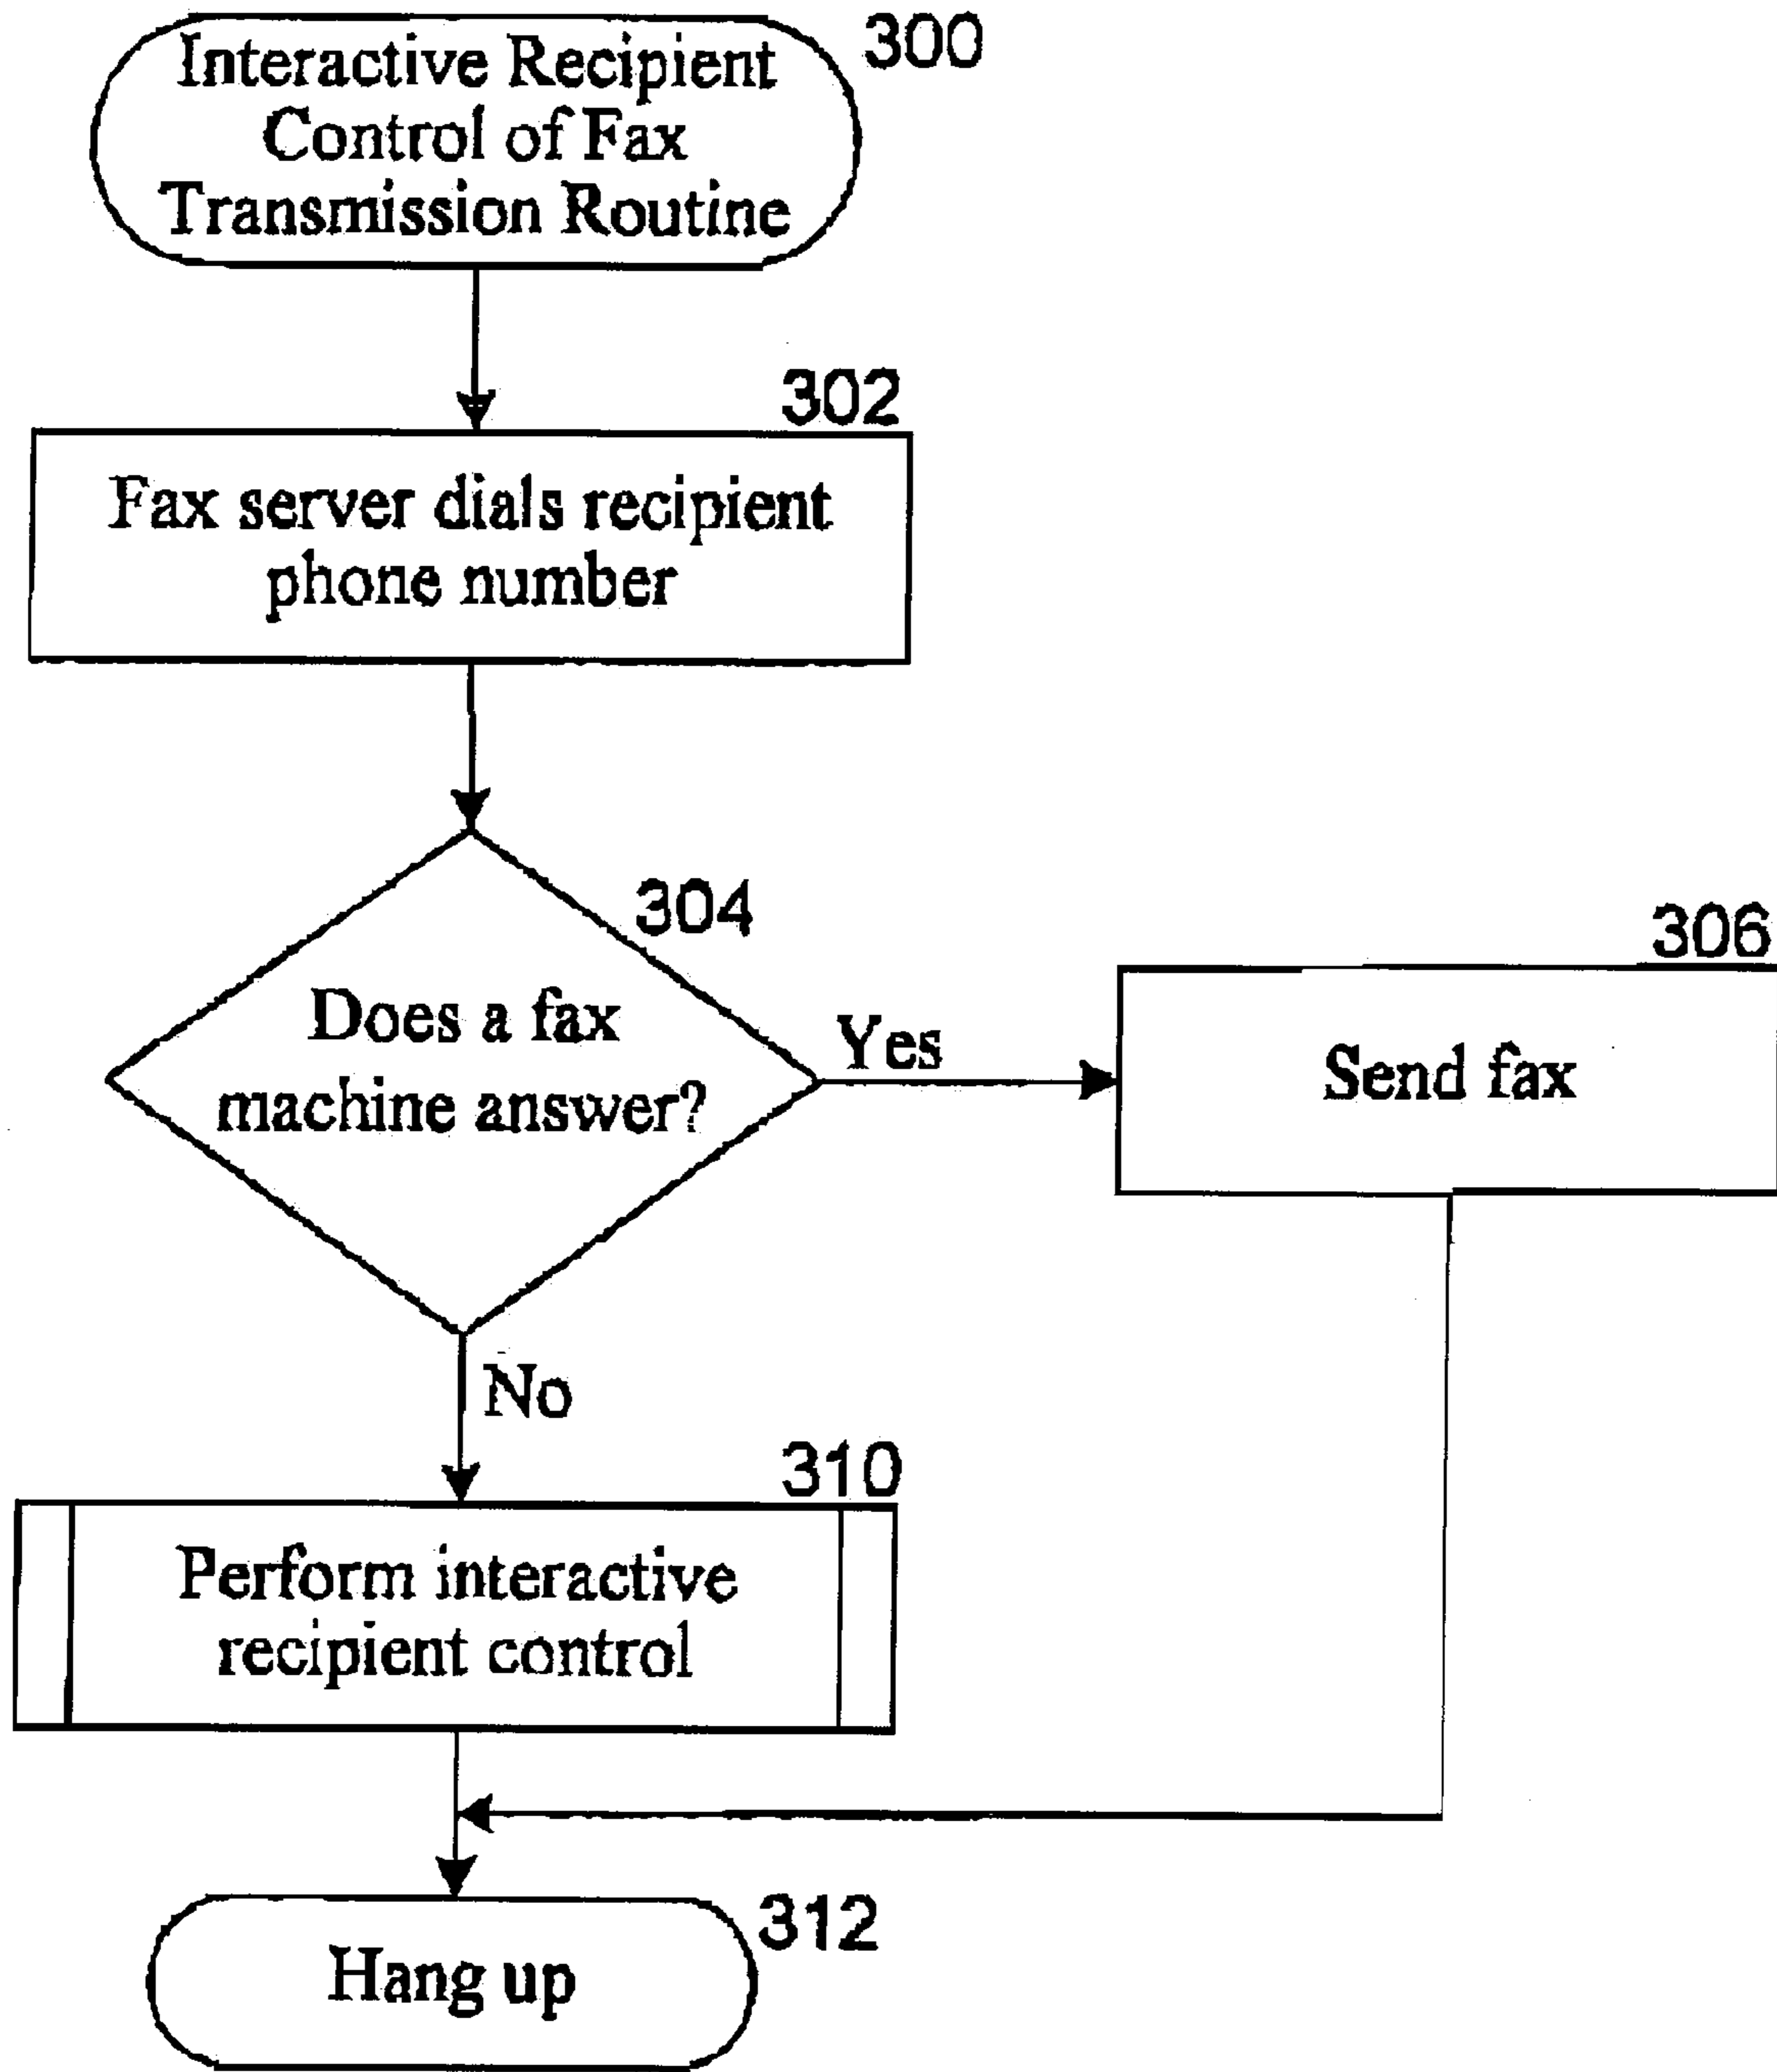 300
Interactive Recipient
Control of Fax
Transmission Routine
302
Fax server dials recipient
phone number
304
Does a fax
machine answer?
Yes
306
Send fax
No
310
Perform interactive
recipient control
312
Hang up